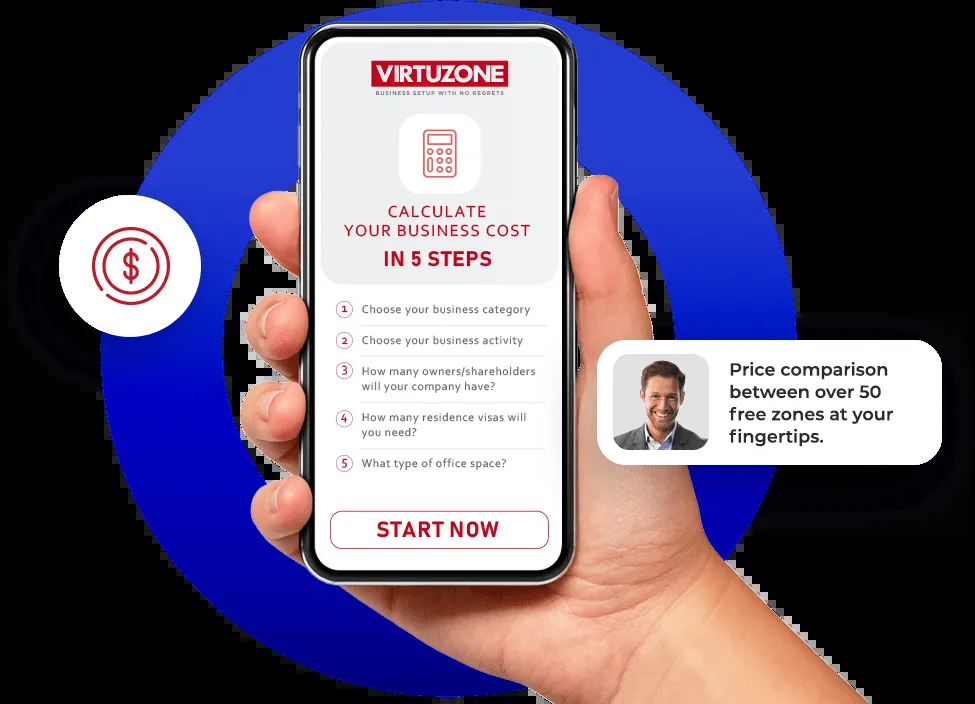 VIRTUZONE
BUSINESS SETUP WITH NO REGRETS
CALCULATE
YOUR BUSINESS COST
IN 5 STEPS
1 Choose your business category
2 Choose your business activity
3 How many owners/shareholders
will your company have?
4 How many residence visas will
you need?
5 What type of office space?
START NOW
$
Price comparison
between over 50
free zones at your
fingertips.